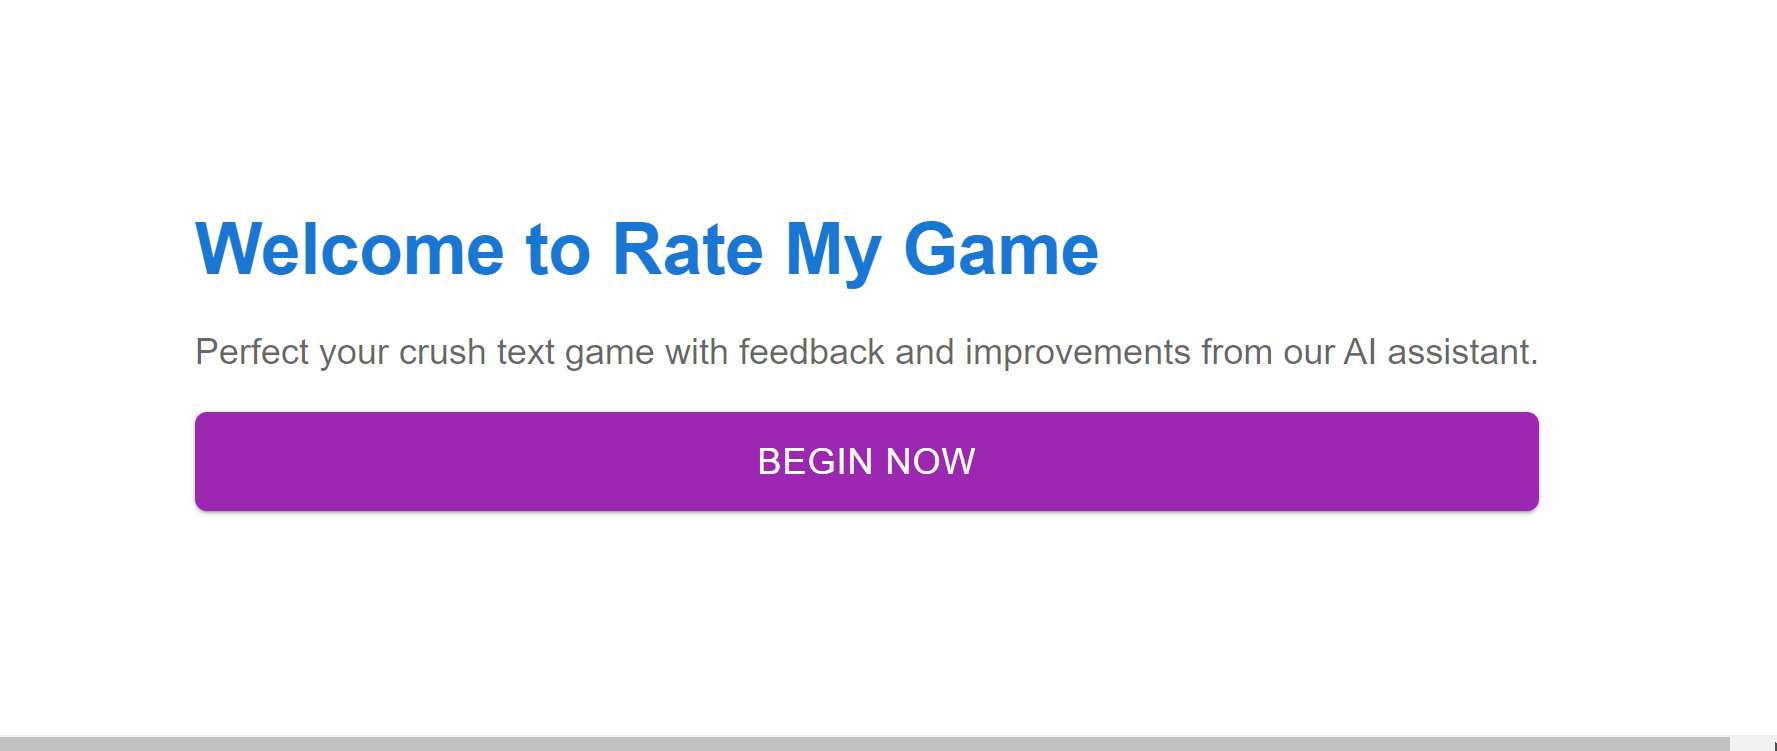 Welcome to Rate My Game
Perfect your crush text game with feedback and improvements from our AI assistant.
BEGIN NOW